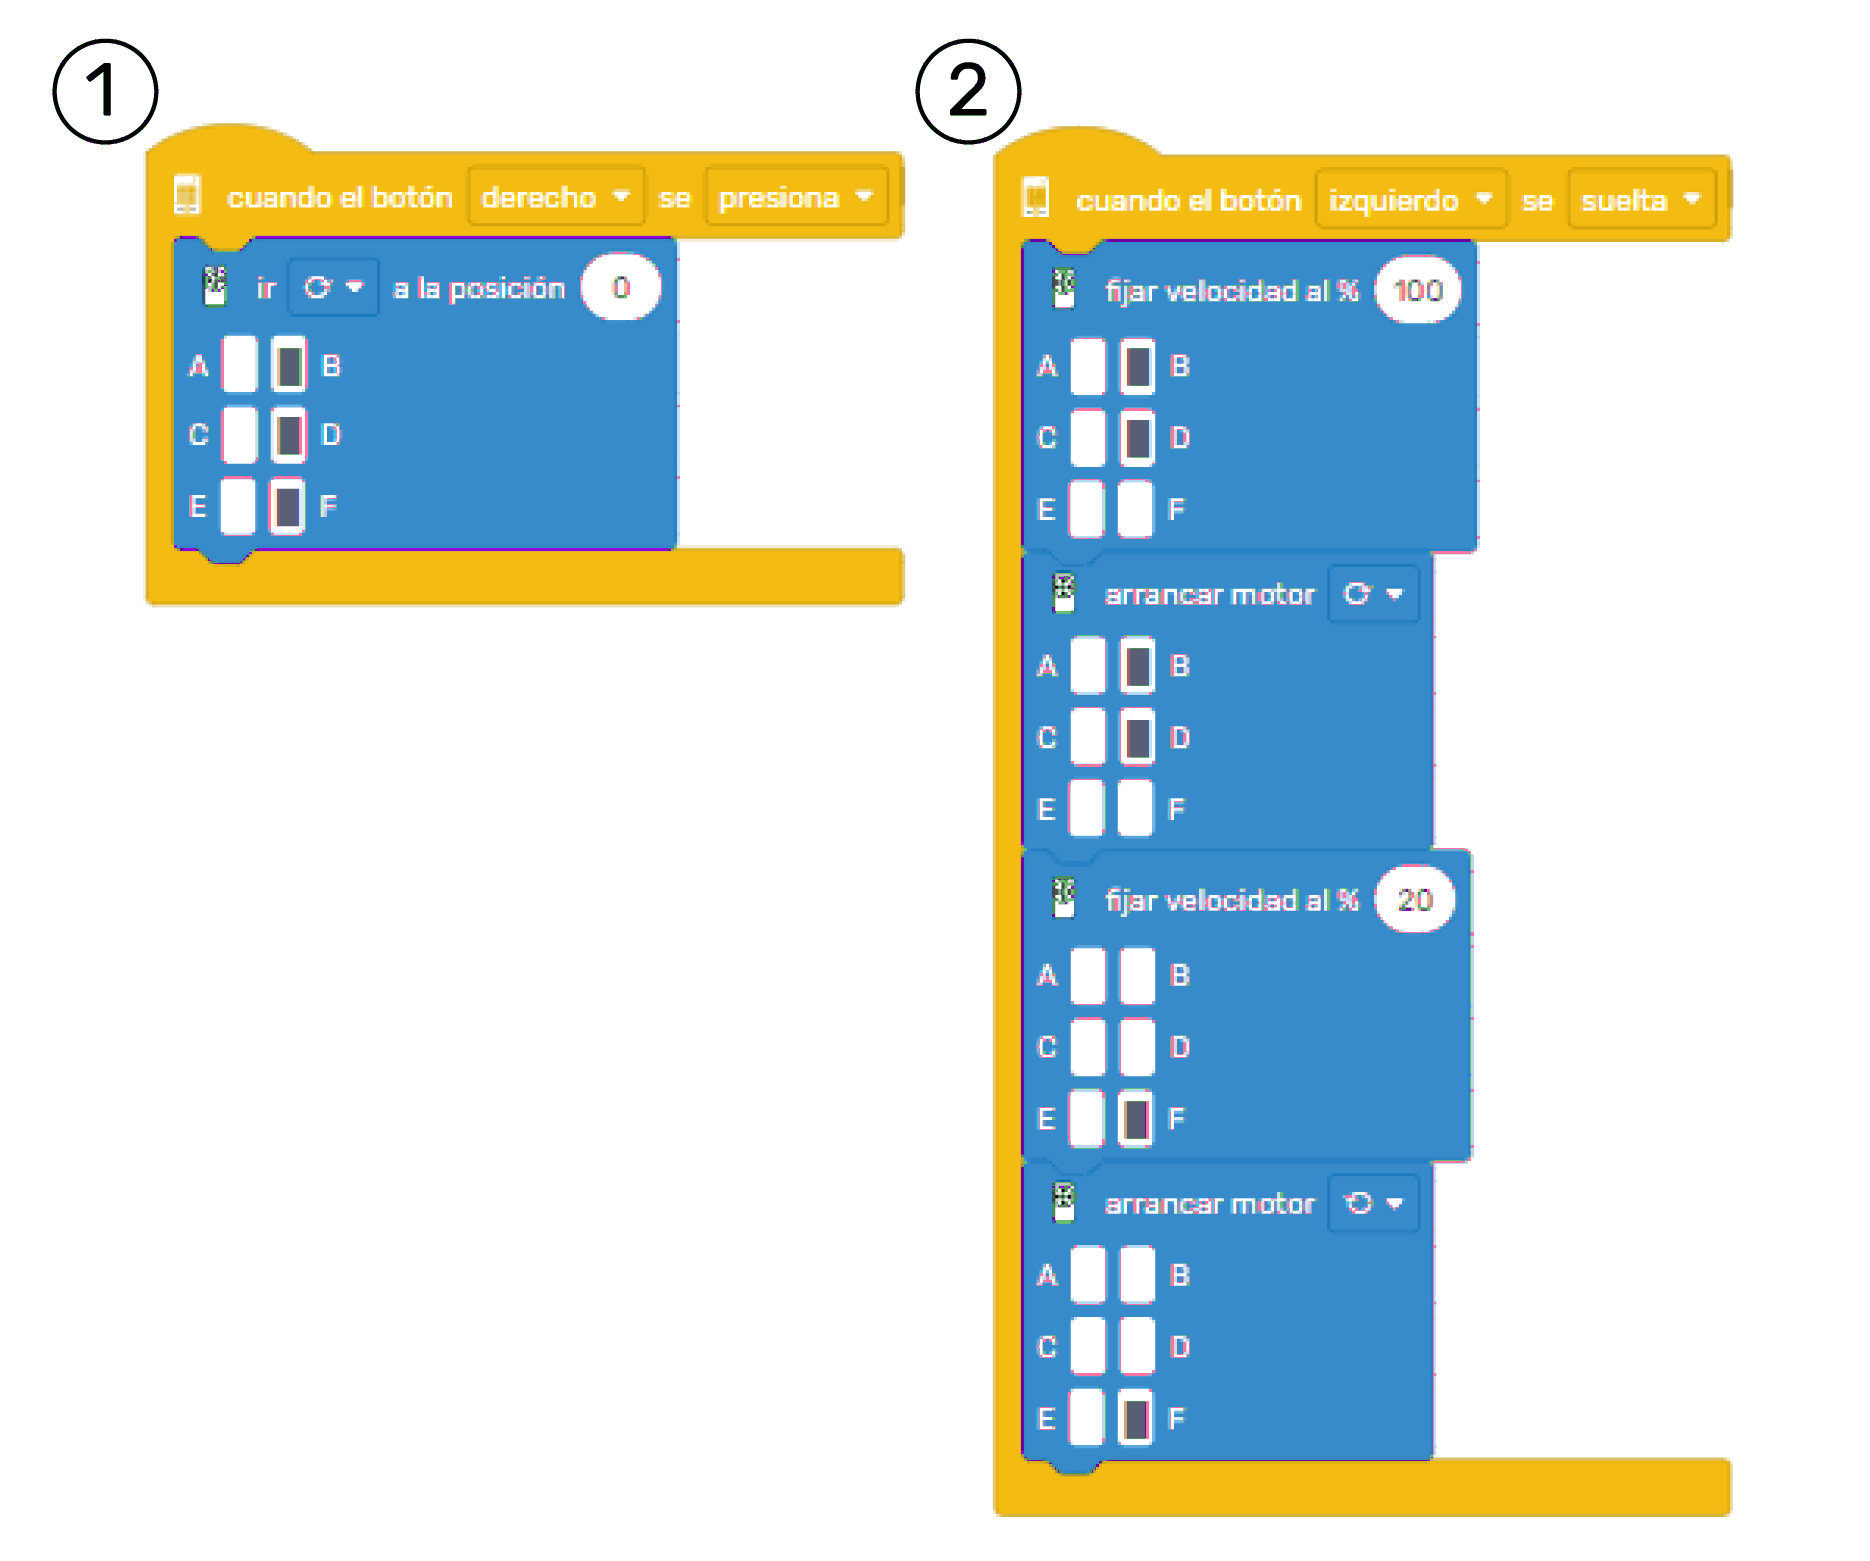 1
cuando el botón derecho se presiona
ir a la posición 0
A B
C D
E F
2
cuando el botón izquierdo se suelta
fijar velocidad al % 100
A B
C D
E F
arrancar motor
A B
C D
E F
fijar velocidad al % 20
A B
C D
E F
arrancar motor
A B
C D
E F